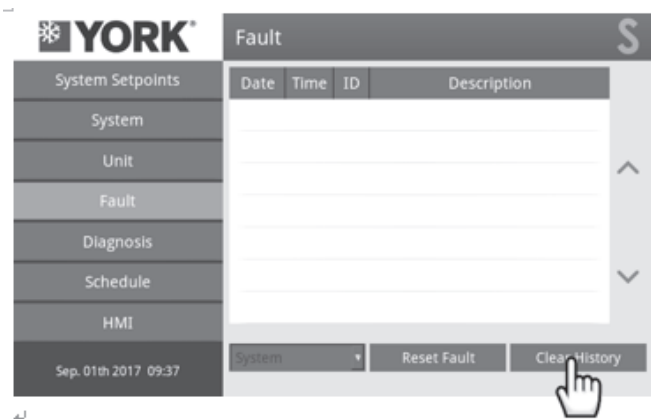 YORK®
Fault
S
System Setpoints
Date Time ID Description
System
Unit
Fault
Diagnosis
Schedule
HMI
System
Reset Fault
Clear History
Sep. 01th 2017 09:37